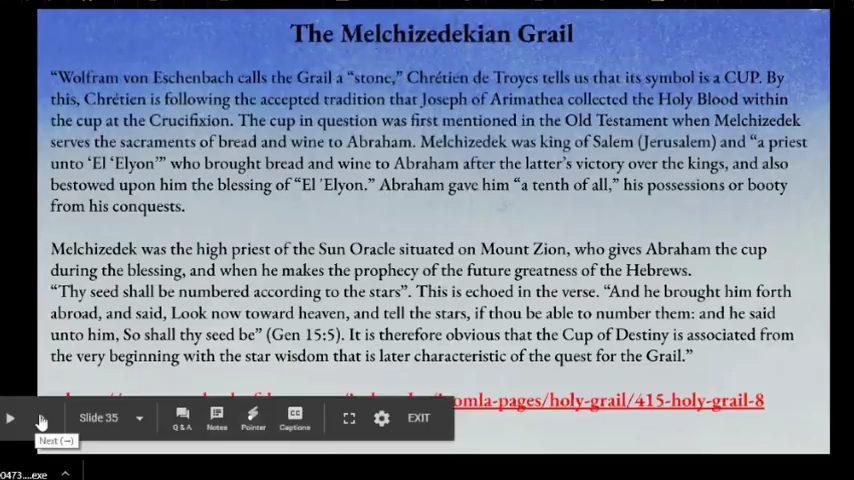 The Melchizedekian Grail
“Wolfram von Eschenbach calls the Grail a “stone,” Chrétien de Troyes tells us that its symbol is a CUP. By
this, Chrétien is following the accepted tradition that Joseph of Arimathea collected the Holy Blood within
the cup at the Crucifixion. The cup in question was first mentioned in the Old Testament when Melchizedek
serves the sacraments of bread and wine to Abraham. Melchizedek was king of Salem (Jerusalem) and “a priest
unto ‘El ‘Elyon’” who brought bread and wine to Abraham after the latter’s victory over the kings, and also
bestowed upon him the blessing of “El 'Elyon.” Abraham gave him “a tenth of all,” his possessions or booty
from his conquests.
Melchizedek was the high priest of the Sun Oracle situated on Mount Zion, who gives Abraham the cup
during the blessing, and when he makes the prophecy of the future greatness of the Hebrews.
“Thy seed shall be numbered according to the stars”. This is echoed in the verse. “And he brought him forth
abroad, and said, Look now toward heaven, and tell the stars, if thou be able to number them: and he said
unto him, So shall thy seed be” (Gen 15:5). It is therefore obvious that the Cup of Destiny is associated from
the very beginning with the star wisdom that is later characteristic of the quest for the Grail.”
omla-pages/holy-grail/415-holy-grail-8
Slide 35
Q & A Notes Pointer Captions
EXIT
Next (→)
0473....exe